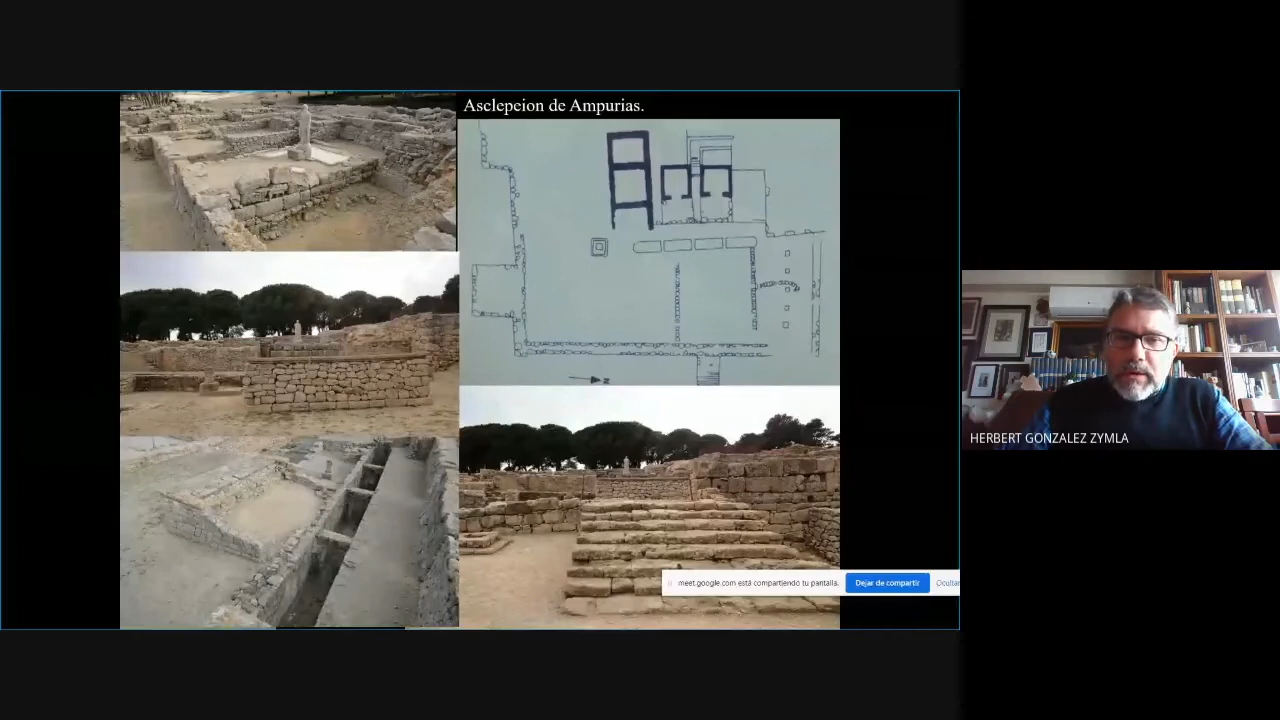 Asclepeion de Ampurias.
meet.google.com está compartiendo tu pantalla.
Dejar de compartir
Ocultar
HERBERT GONZALEZ ZYMLA